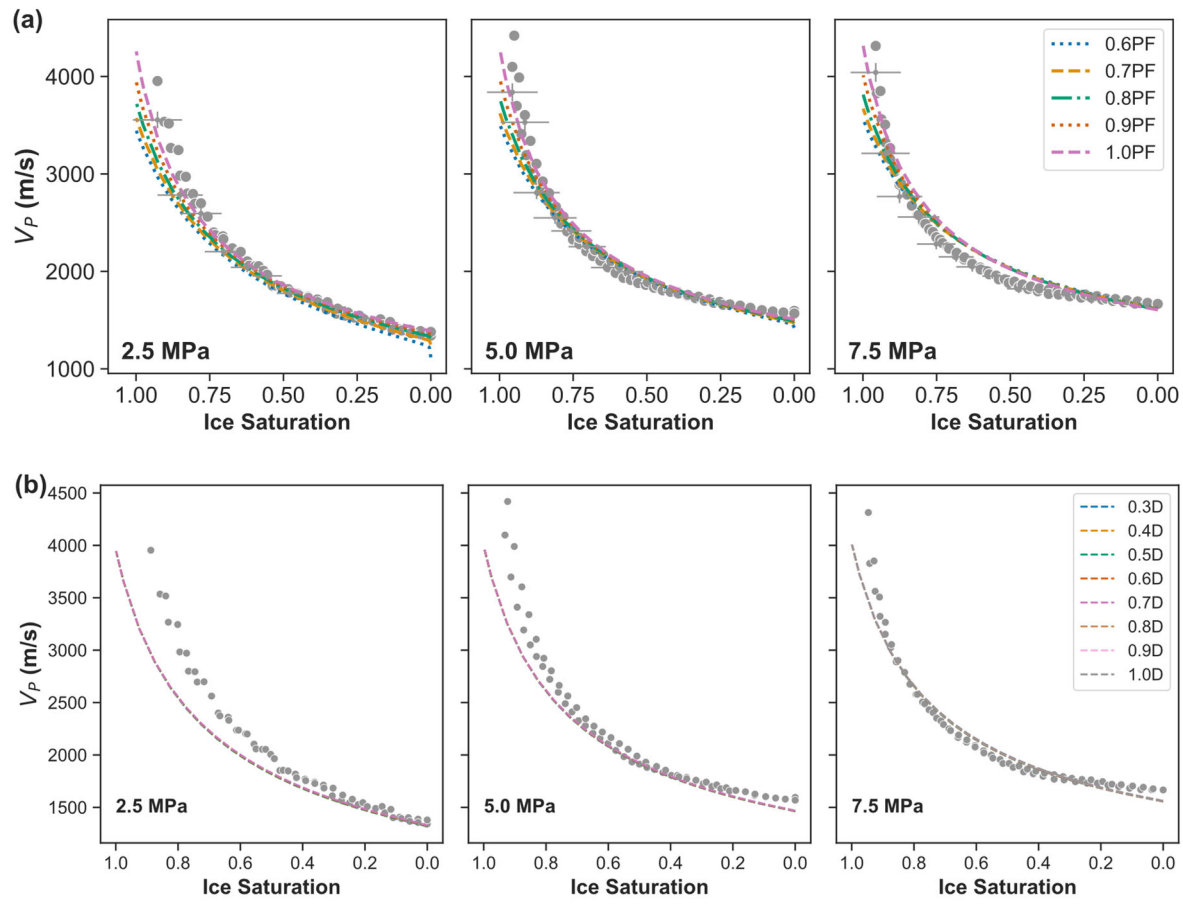 (a)
V_P (m/s)
4000
3000
2000
1000
2.5 MPa
1.00 0.75 0.50 0.25 0.00
Ice Saturation
5.0 MPa
1.00 0.75 0.50 0.25 0.00
Ice Saturation
0.6PF
0.7PF
0.8PF
0.9PF
1.0PF
7.5 MPa
1.00 0.75 0.50 0.25 0.00
Ice Saturation
(b)
V_P (m/s)
4500
4000
3500
3000
2500
2000
1500
2.5 MPa
1.0 0.8 0.6 0.4 0.2 0.0
Ice Saturation
5.0 MPa
1.0 0.8 0.6 0.4 0.2 0.0
Ice Saturation
0.3D
0.4D
0.5D
0.6D
0.7D
0.8D
0.9D
1.0D
7.5 MPa
1.0 0.8 0.6 0.4 0.2 0.0
Ice Saturation